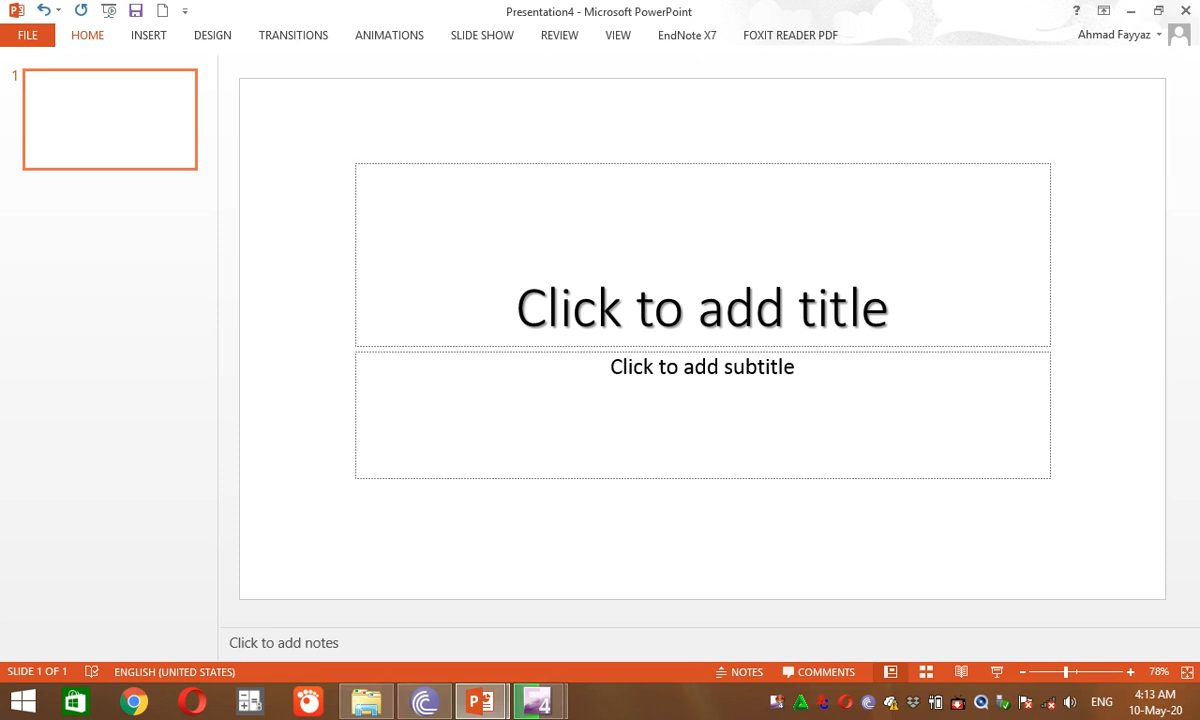 Presentation4 - Microsoft PowerPoint
?
FILE HOME INSERT DESIGN TRANSITIONS ANIMATIONS SLIDE SHOW REVIEW VIEW EndNote X7 FOXIT READER PDF Ahmad Fayyaz
1
Click to add title
Click to add subtitle
Click to add notes
SLIDE 1 OF 1 ENGLISH (UNITED STATES) NOTES COMMENTS 78%
4 ENG 4:13 AM
10-May-20